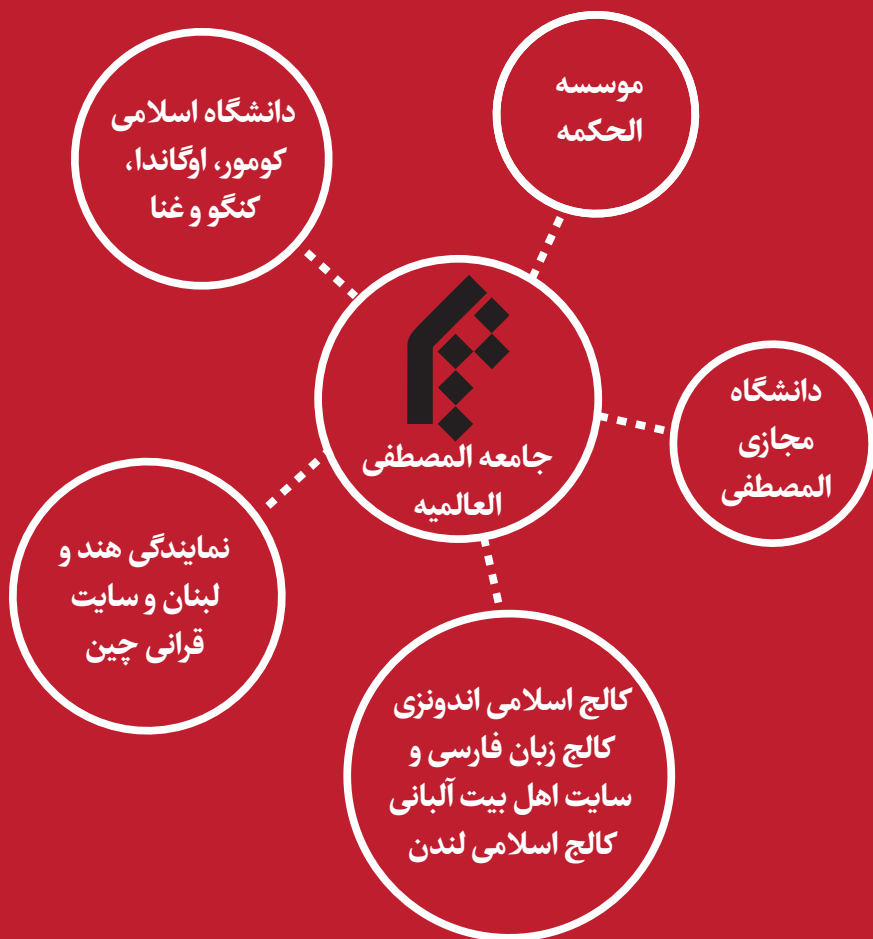 موسسه
الحکمه
دانشگاه اسلامی
کومور، اوگاندا،
کنگو و غنا
دانشگاه
مجازی
المصطفی
جامعه المصطفی
العالمیه
نمایندگی هند و
لبنان و سایت
قرانی چین
کالج اسلامی اندونزی
کالج زبان فارسی و
سایت اهل بیت آلبانی
کالج اسلامی لندن